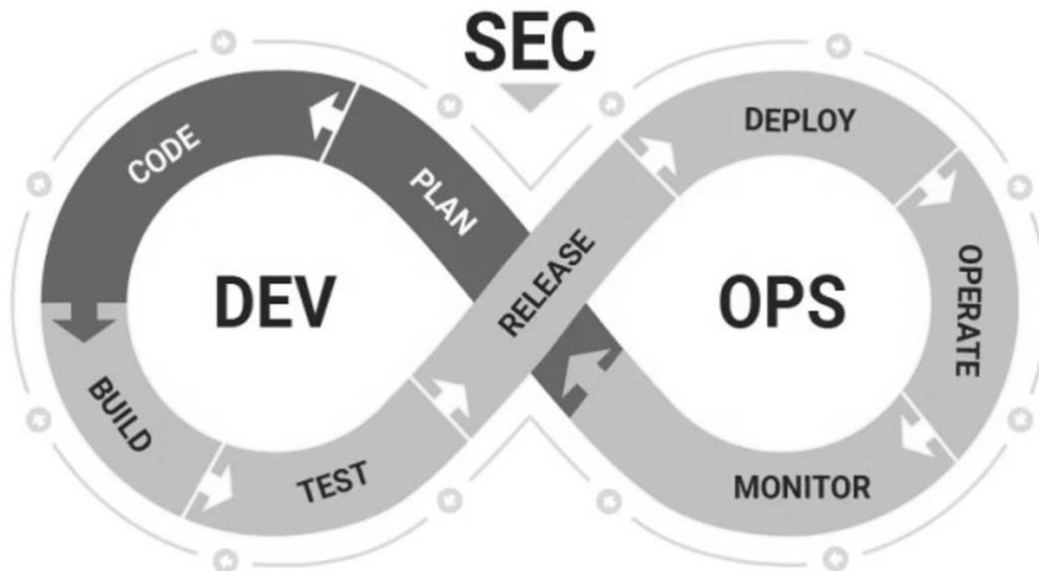 SEC
CODE
PLAN
DEPLOY
DEV
RELEASE
OPS
OPERATE
BUILD
TEST
MONITOR